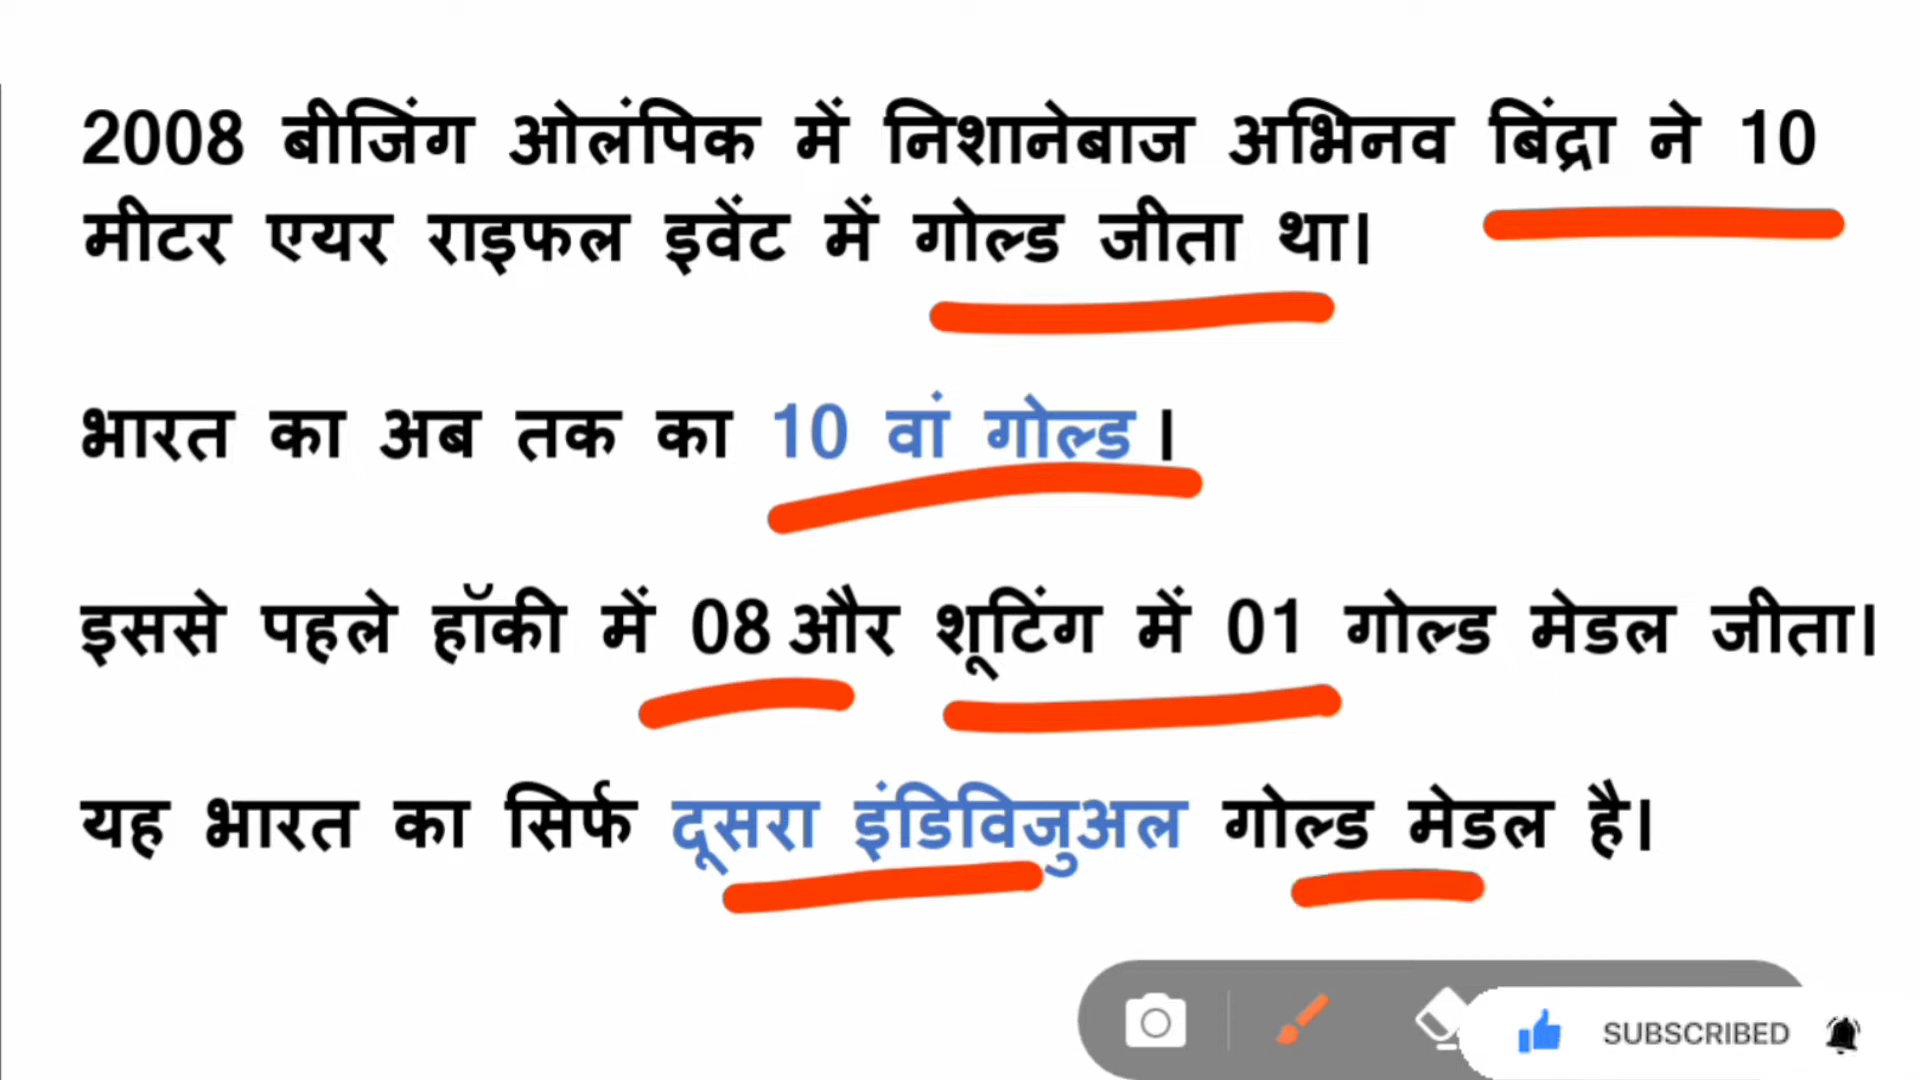 2008 बीजिंग ओलंपिक में निशानेबाज अभिनव बिंद्रा ने 10
मीटर एयर राइफल इवेंट में गोल्ड जीता था।
भारत का अब तक का 10 वां गोल्ड ।
इससे पहले हॉकी में 08 और शूटिंग में 01 गोल्ड मेडल जीता।
यह भारत का सिर्फ दूसरा इंडिविजुअल गोल्ड मेडल है।
SUBSCRIBED